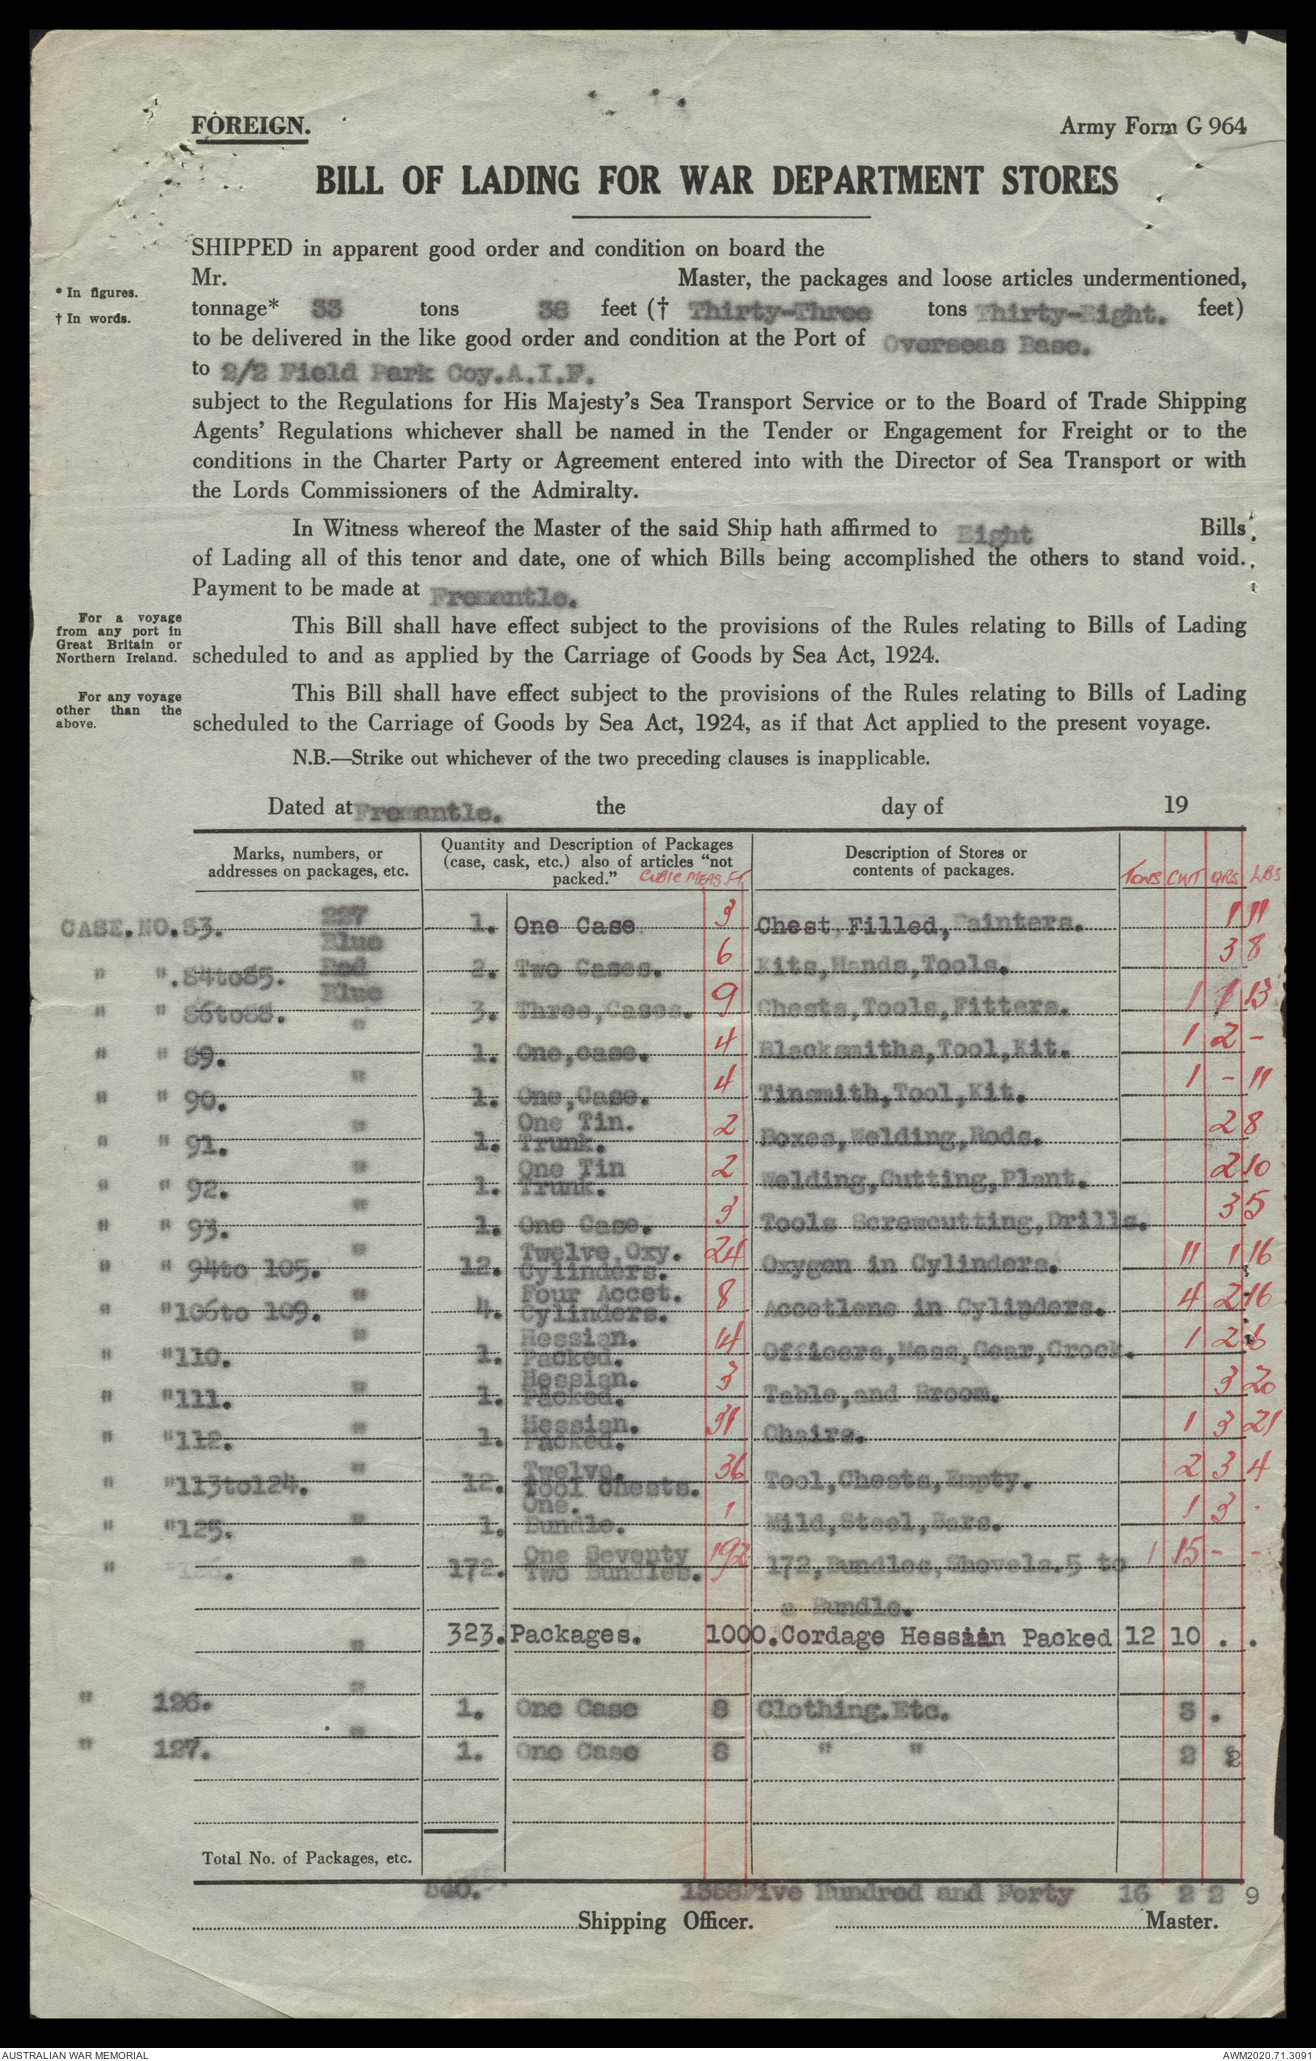 FOREIGN.
Army Form G 964
BILL OF LADING FOR WAR DEPARTMENT STORES
SHIPPED in apparent good order and condition on board the
Mr. Master, the packages and loose articles undermentioned,
* In figures.
† In words.
tonnage* 33 tons 38 feet († Thirty-Three tons Thirty-Eight. feet)
to be delivered in the like good order and condition at the Port of Overseas Base.
to 2/2 Field Park Coy.A.I.F.
subject to the Regulations for His Majesty's Sea Transport Service or to the Board of Trade Shipping
Agents' Regulations whichever shall be named in the Tender or Engagement for Freight or to the
conditions in the Charter Party or Agreement entered into with the Director of Sea Transport or with
the Lords Commissioners of the Admiralty.
In Witness whereof the Master of the said Ship hath affirmed to Eight Bills
of Lading all of this tenor and date, one of which Bills being accomplished the others to stand void.
Payment to be made at Fremantle.
For a voyage
from any port in
Great Britain or
Northern Ireland.
This Bill shall have effect subject to the provisions of the Rules relating to Bills of Lading
scheduled to and as applied by the Carriage of Goods by Sea Act, 1924.
For any voyage
other than the
above.
This Bill shall have effect subject to the provisions of the Rules relating to Bills of Lading
scheduled to the Carriage of Goods by Sea Act, 1924, as if that Act applied to the present voyage.
N.B.—Strike out whichever of the two preceding clauses is inapplicable.
Dated at Fremantle. the day of 19
Marks, numbers, or
addresses on packages, etc.
Quantity and Description of Packages
(case, cask, etc.) also of articles "not
packed." CUBIC MEAS. FT.
Description of Stores or
contents of packages.
TONS CWT QRS LBS
227
CASE.NO.83. 1. One Case 3 Chest Filled,Painters. 1 11
Blue
Red
" ".84to85. 2. Two Cases. 6 Kits,Hands,Tools. 3 8
Blue
" " 86to88. 3. Three,Cases. 9 Chests,Tools,Fitters. 1 1 13
" " 89. " 1. One,case. 4 Blacksmiths,Tool,Kit. 1 2 -
" " 90. " 1. One,Case. 4 Tinsmith,Tool,Kit. 1 - 11
" " 91. " 1. One Tin. Trunk. 2 Boxes,Welding,Rods. 2 8
" " 92. " 1. One Tin Trunk. 2 Welding,Cutting,Plant. 2 10
" " 93. " 1. One Case. 3 Tools Screwcutting,Drills. 3 5
" " 94to 105. " 12. Twelve,Oxy. Cylinders. 24 Oxygen in Cylinders. 11 1 16
" "106to 109. " 4. Four Accet. Cylinders. 8 Accetlene in Cylinders. 4 2 16
" "110. " 1. Hessian. Packed. 14 Officers,Mess,Gear,Crock. 1 2 6
" "111. " 1. Hessian. Packed. 3 Table,and Broom. 3 20
" "112. " 1. Hessian. Packed. 31 Chairs. 1 3 21
" "113to124. " 12. Twelve. Tool Chests. 36 Tool,Chests,Empty. 2 3 4
" "125. " 1. One. Bundle. 1 Mild,Steel,Bars. 1 3 .
" " 172. One Seventy Two Bundles. 192 172,Bundles,Shovels.5 to 1 15 - -
a Bundle.
" 323. Packages. 1000. Cordage Hessian Packed 12 10 . .
" 126. " 1. One Case 8 Clothing.Etc. 3 .
" 127. " 1. One Case 8 " " 2 2
Total No. of Packages, etc.
540. 1358 Five Hundred and Forty 16 2 2 9
Shipping Officer. Master.
AUSTRALIAN WAR MEMORIAL
AWM2020.71.3091